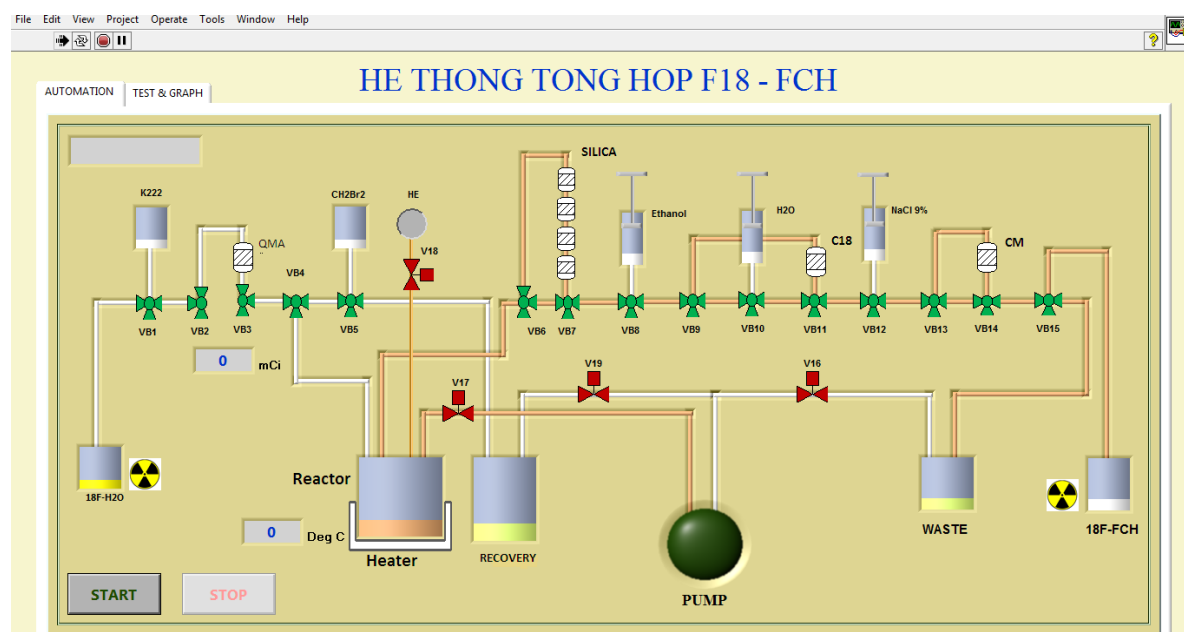 File Edit View Project Operate Tools Window Help
?
HE THONG TONG HOP F18 - FCH
AUTOMATION TEST & GRAPH
SILICA
K222 CH2Br2 HE
Ethanol H2O NaCl 9%
QMA V18 C18 CM
VB4
VB1 VB2 VB3 VB5 VB6 VB7 VB8 VB9 VB10 VB11 VB12 VB13 VB14 VB15
0 mCi
V17 V19 V16
Reactor
18F-H2O
0 Deg C
Heater RECOVERY WASTE 18F-FCH
START STOP
PUMP